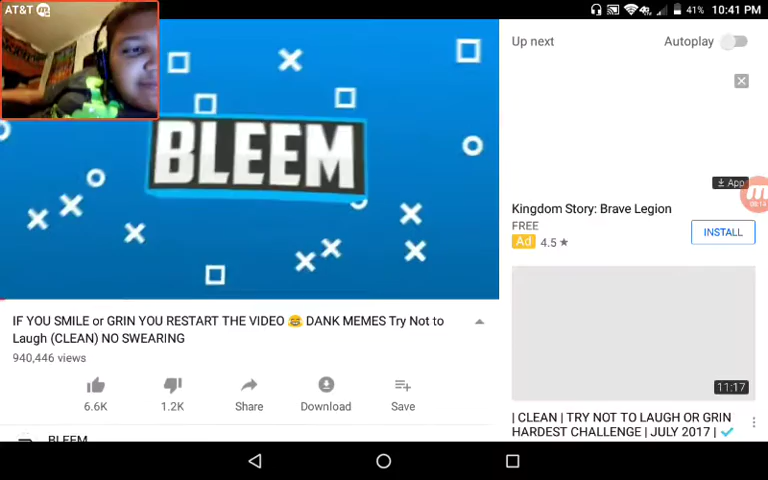 AT&T
41% 10:41 PM
BLEEM
Up next
Autoplay
App
Kingdom Story: Brave Legion
FREE
Ad 4.5 ★
INSTALL
IF YOU SMILE or GRIN YOU RESTART THE VIDEO 😂 DANK MEMES Try Not to
Laugh (CLEAN) NO SWEARING
940,446 views
6.6K
1.2K
Share
Download
Save
BLEEM
11:17
| CLEAN | TRY NOT TO LAUGH OR GRIN
HARDEST CHALLENGE | JULY 2017 |